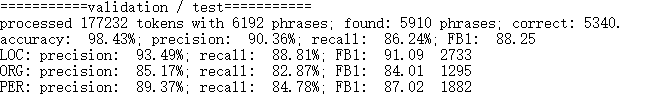 ===========validation / test===========
processed 177232 tokens with 6192 phrases; found: 5910 phrases; correct: 5340.
accuracy:  98.43%; precision:  90.36%; recall:  86.24%; FB1:  88.25
LOC: precision:  93.49%; recall:  88.81%; FB1:  91.09  2733
ORG: precision:  85.17%; recall:  82.87%; FB1:  84.01  1295
PER: precision:  89.37%; recall:  84.78%; FB1:  87.02  1882